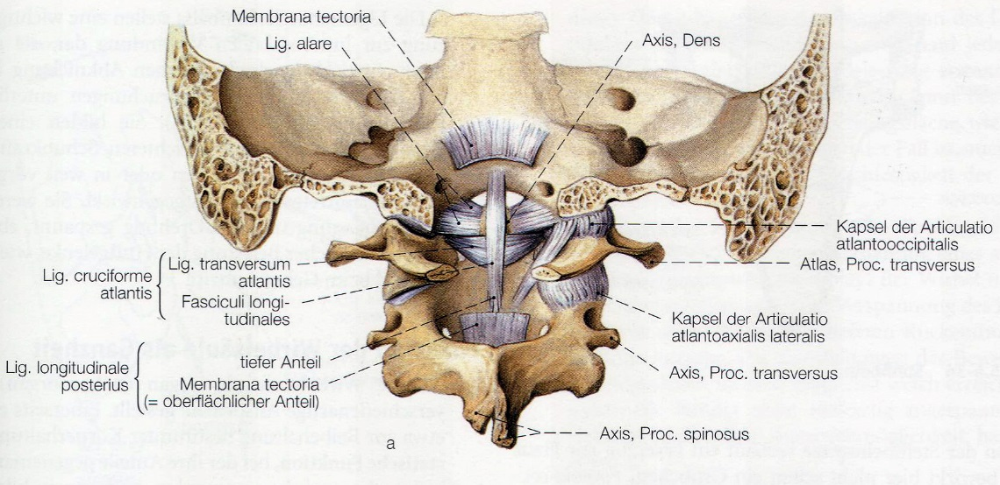 Membrana tectoria
Lig. alare
Axis, Dens
Kapsel der Articulatio
atlantooccipitalis
Atlas, Proc. transversus
Lig. cruciforme
atlantis
Lig. transversum
atlantis
Fasciculi longi-
tudinales
Kapsel der Articulatio
atlantoaxialis lateralis
Lig. longitudinale
posterius
tiefer Anteil
Membrana tectoria
(= oberflächlicher Anteil)
Axis, Proc. transversus
Axis, Proc. spinosus
a